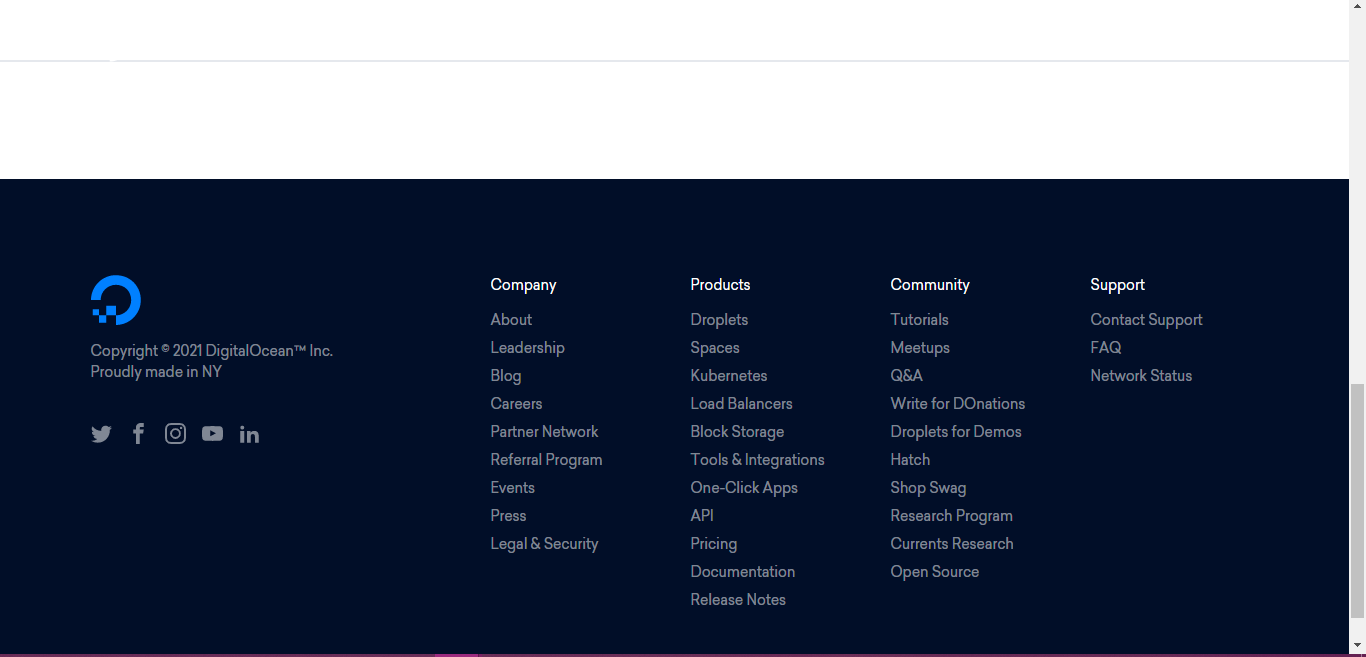 Copyright © 2021 DigitalOcean™ Inc.
Proudly made in NY
Company
About
Leadership
Blog
Careers
Partner Network
Referral Program
Events
Press
Legal & Security
Products
Droplets
Spaces
Kubernetes
Load Balancers
Block Storage
Tools & Integrations
One-Click Apps
API
Pricing
Documentation
Release Notes
Community
Tutorials
Meetups
Q&A
Write for DOnations
Droplets for Demos
Hatch
Shop Swag
Research Program
Currents Research
Open Source
Support
Contact Support
FAQ
Network Status